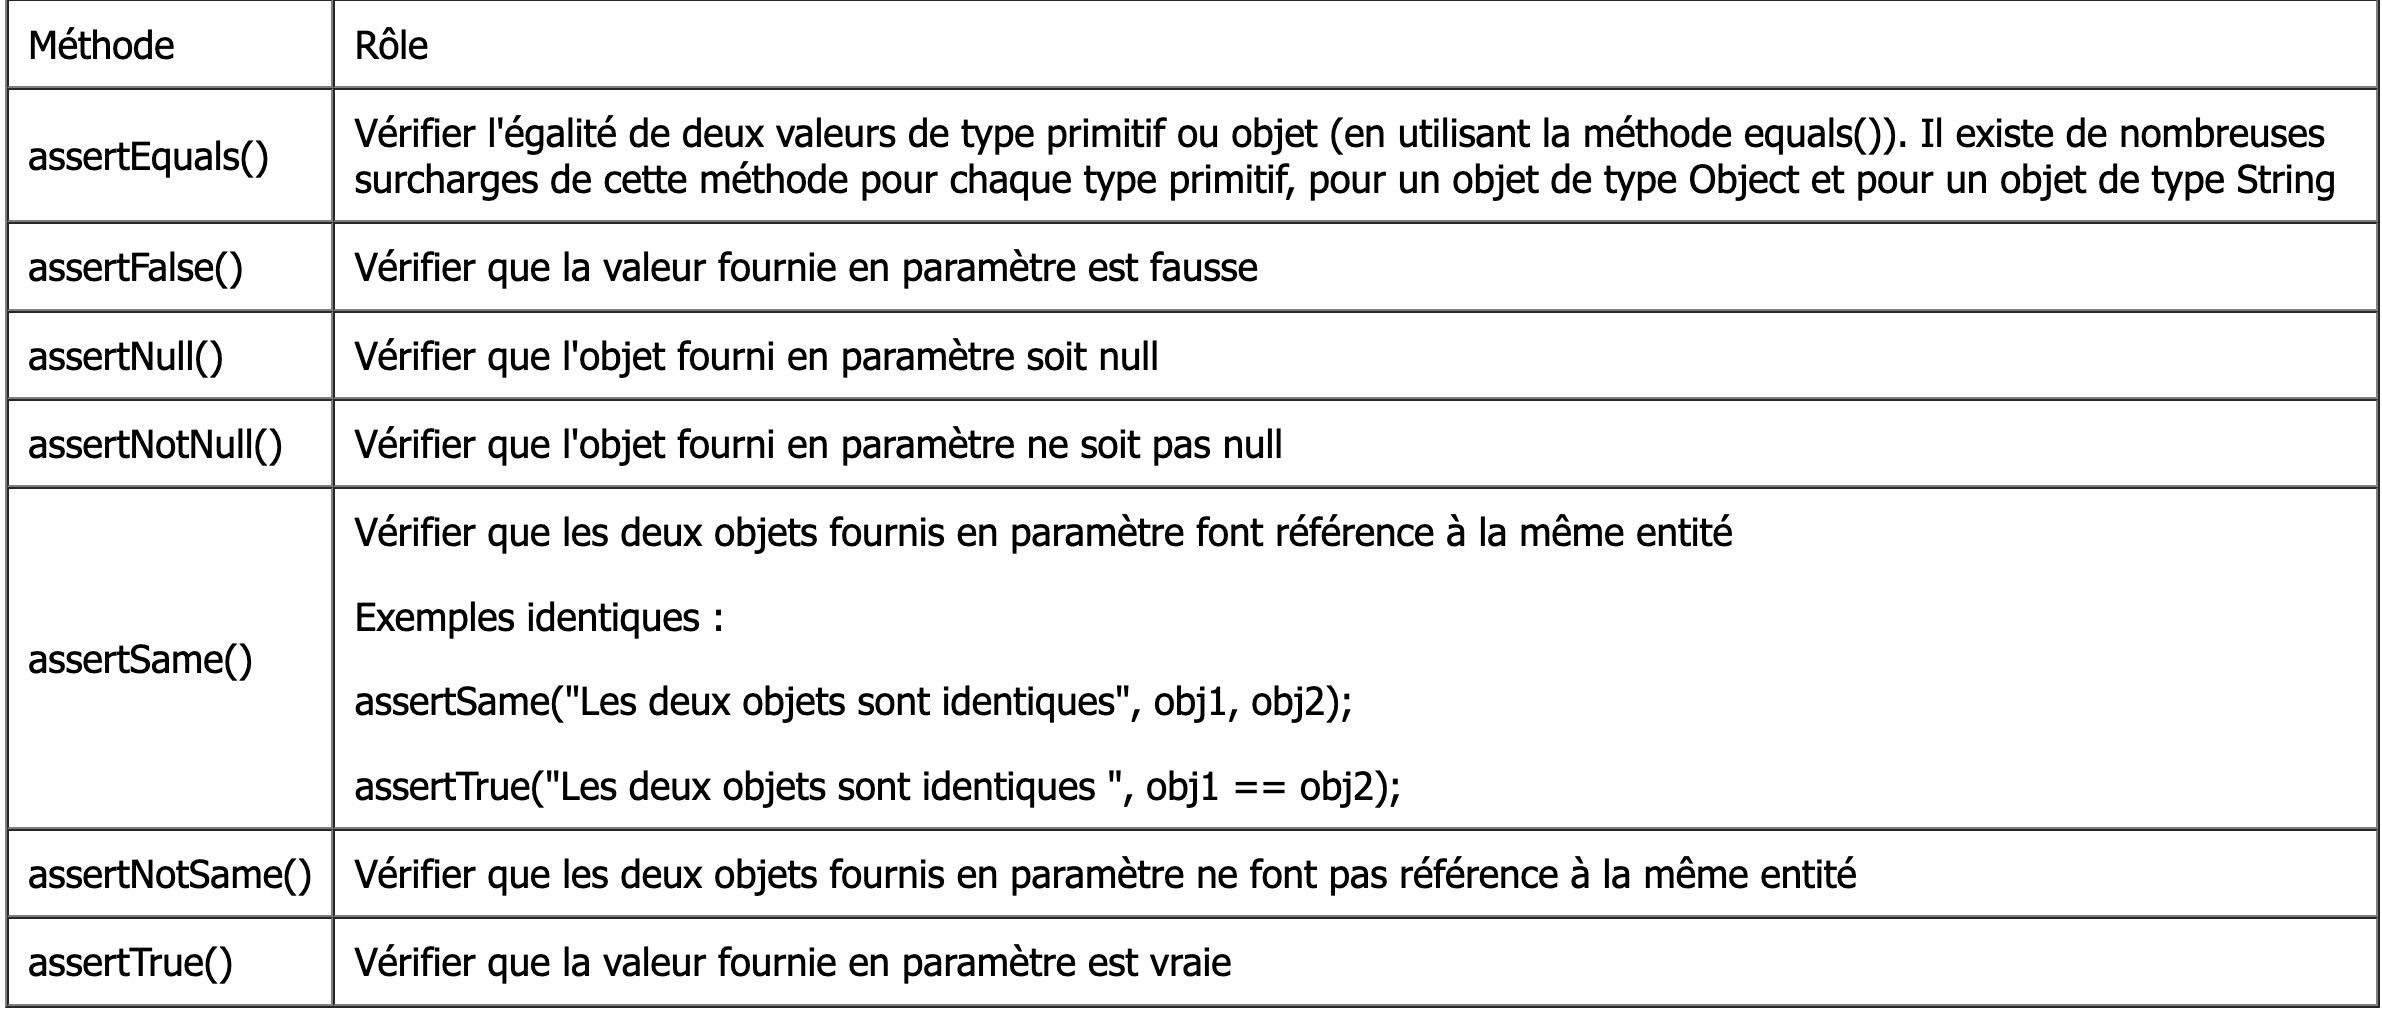 Méthode
Rôle
assertEquals()
Vérifier l'égalité de deux valeurs de type primitif ou objet (en utilisant la méthode equals()). Il existe de nombreuses
surcharges de cette méthode pour chaque type primitif, pour un objet de type Object et pour un objet de type String
assertFalse()
Vérifier que la valeur fournie en paramètre est fausse
assertNull()
Vérifier que l'objet fourni en paramètre soit null
assertNotNull()
Vérifier que l'objet fourni en paramètre ne soit pas null
assertSame()
Vérifier que les deux objets fournis en paramètre font référence à la même entité
Exemples identiques :
assertSame("Les deux objets sont identiques", obj1, obj2);
assertTrue("Les deux objets sont identiques ", obj1 == obj2);
assertNotSame()
Vérifier que les deux objets fournis en paramètre ne font pas référence à la même entité
assertTrue()
Vérifier que la valeur fournie en paramètre est vraie